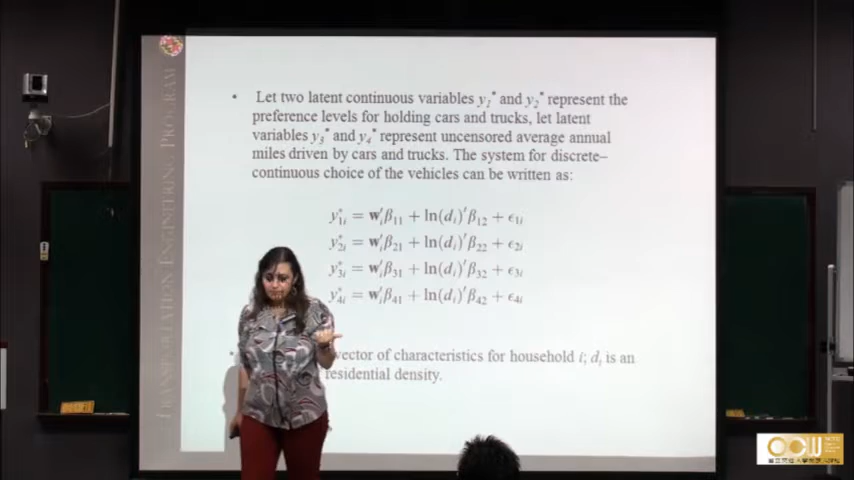 TRANSPORTATION ENGINEERING PROGRAM
• Let two latent continuous variables y₁* and y₂* represent the
preference levels for holding cars and trucks, let latent
variables y₃* and y₄* represent uncensored average annual
miles driven by cars and trucks. The system for discrete–
continuous choice of the vehicles can be written as:
y*₁ᵢ = w′ᵢβ₁₁ + ln(dᵢ)′β₁₂ + ϵ₁ᵢ
y*₂ᵢ = w′ᵢβ₂₁ + ln(dᵢ)′β₂₂ + ϵ₂ᵢ
y*₃ᵢ = w′ᵢβ₃₁ + ln(dᵢ)′β₃₂ + ϵ₃ᵢ
y*₄ᵢ = w′ᵢβ₄₁ + ln(dᵢ)′β₄₂ + ϵ₄ᵢ
vector of characteristics for household i; dᵢ is an
residential density.
OCW